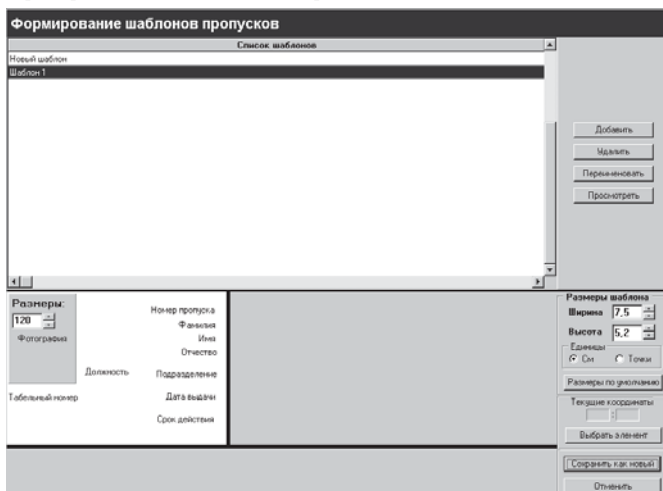 Формирование шаблонов пропусков
Список шаблонов
Новый шаблон
Шаблон 1
Добавить
Удалить
Переименовать
Просмотреть
Размеры:
120
Фотография
Номер пропуска
Фамилия
Имя
Отчество
Должность
Подразделение
Табельный номер
Дата выдачи
Срок действия
Размеры шаблона
Ширина 7,5
Высота 5,2
Единицы
См Точки
Размеры по умолчанию
Текущие координаты
:
Выбрать элемент
Сохранить как новый
Отменить